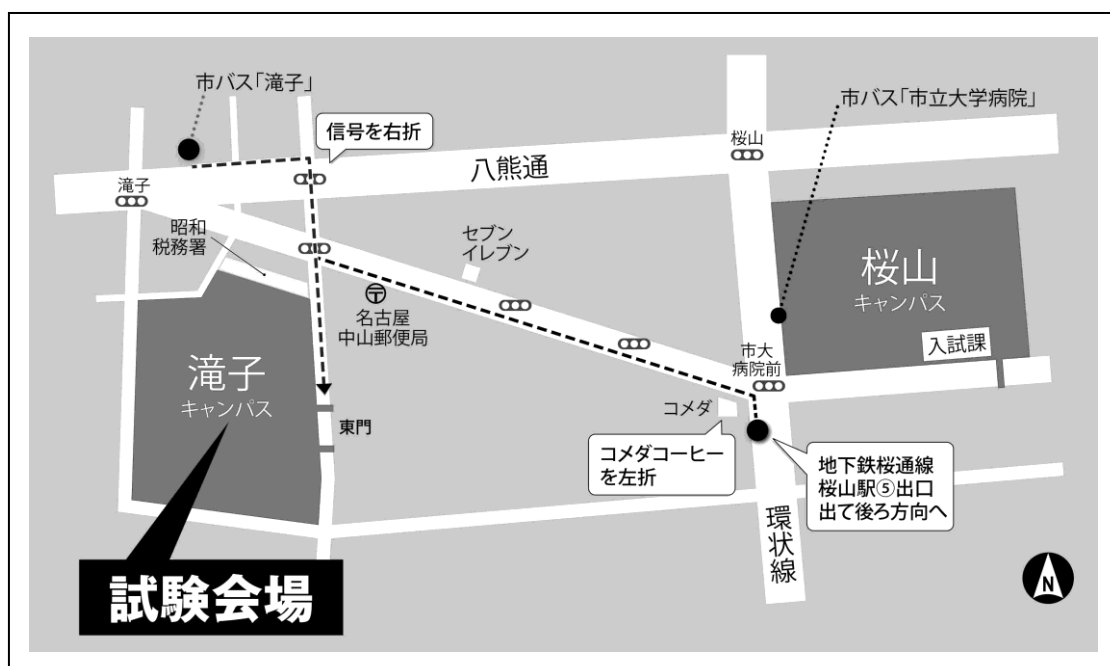 市バス「滝子」
市バス「市立大学病院」
信号を右折
桜山
八熊通
滝子
昭和
税務署
セブン
イレブン
桜山
キャンパス
〒
名古屋
中山郵便局
市大
病院前
入試課
滝子
キャンパス
コメダ
東門
コメダコーヒー
を左折
地下鉄桜通線
桜山駅⑤出口
出て後ろ方向へ
環状線
試験会場
N